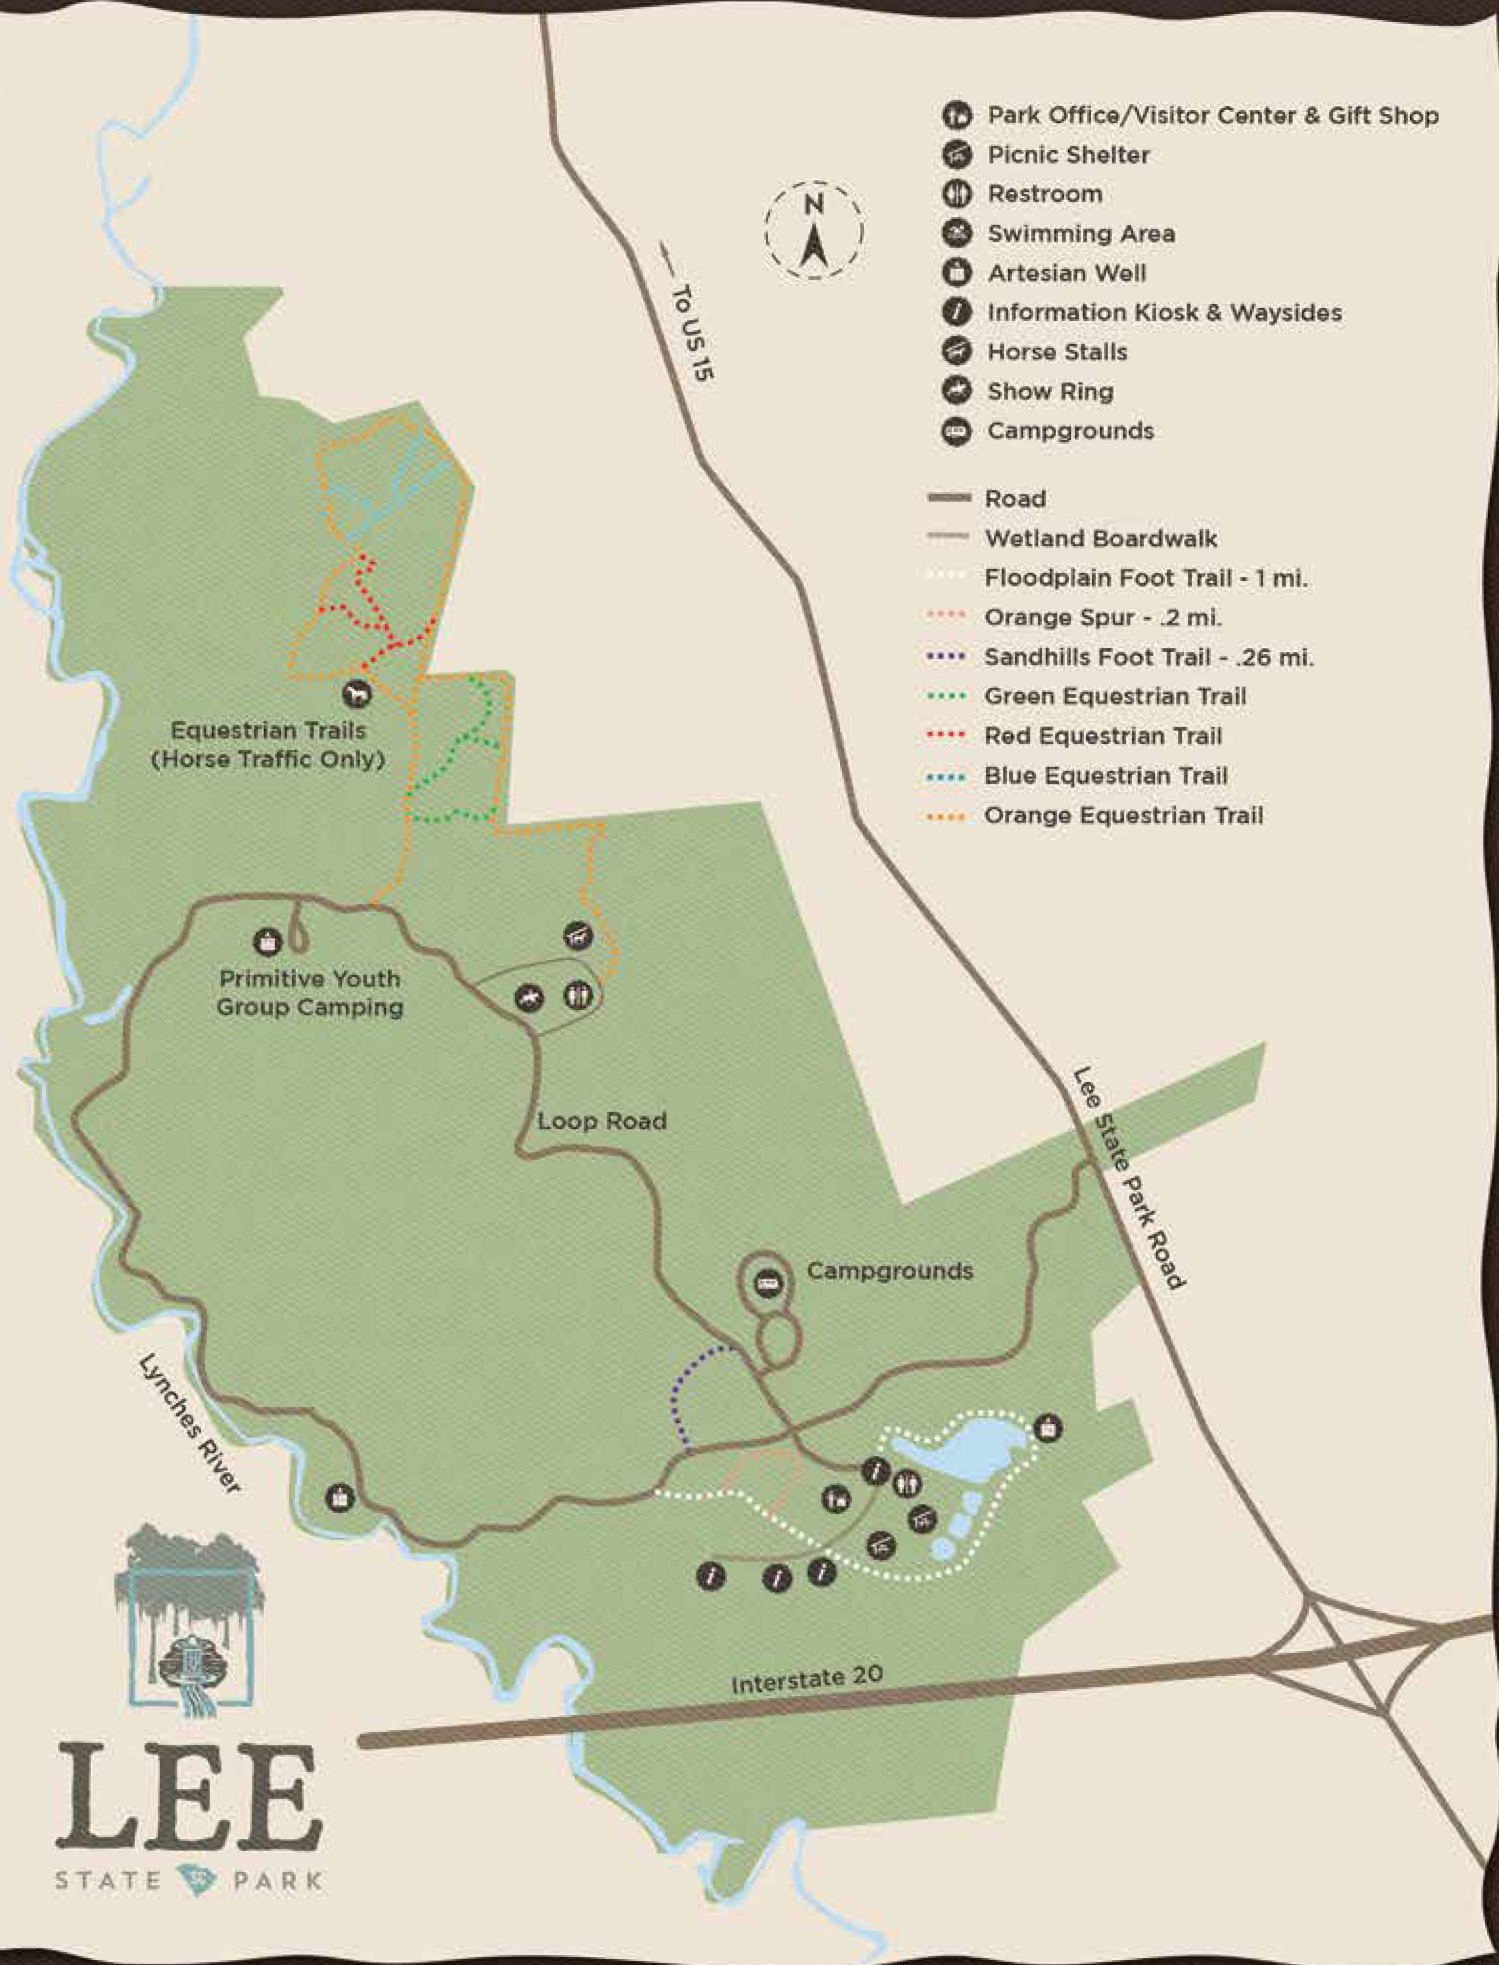 Park Office/Visitor Center & Gift Shop
Picnic Shelter
Restroom
Swimming Area
Artesian Well
Information Kiosk & Waysides
Horse Stalls
Show Ring
Campgrounds
Road
Wetland Boardwalk
Floodplain Foot Trail - 1 mi.
Orange Spur - .2 mi.
Sandhills Foot Trail - .26 mi.
Green Equestrian Trail
Red Equestrian Trail
Blue Equestrian Trail
Orange Equestrian Trail
N
To US 15
Equestrian Trails
(Horse Traffic Only)
Primitive Youth
Group Camping
Loop Road
Lee State Park Road
Campgrounds
Lynches River
Interstate 20
LEE
STATE PARK